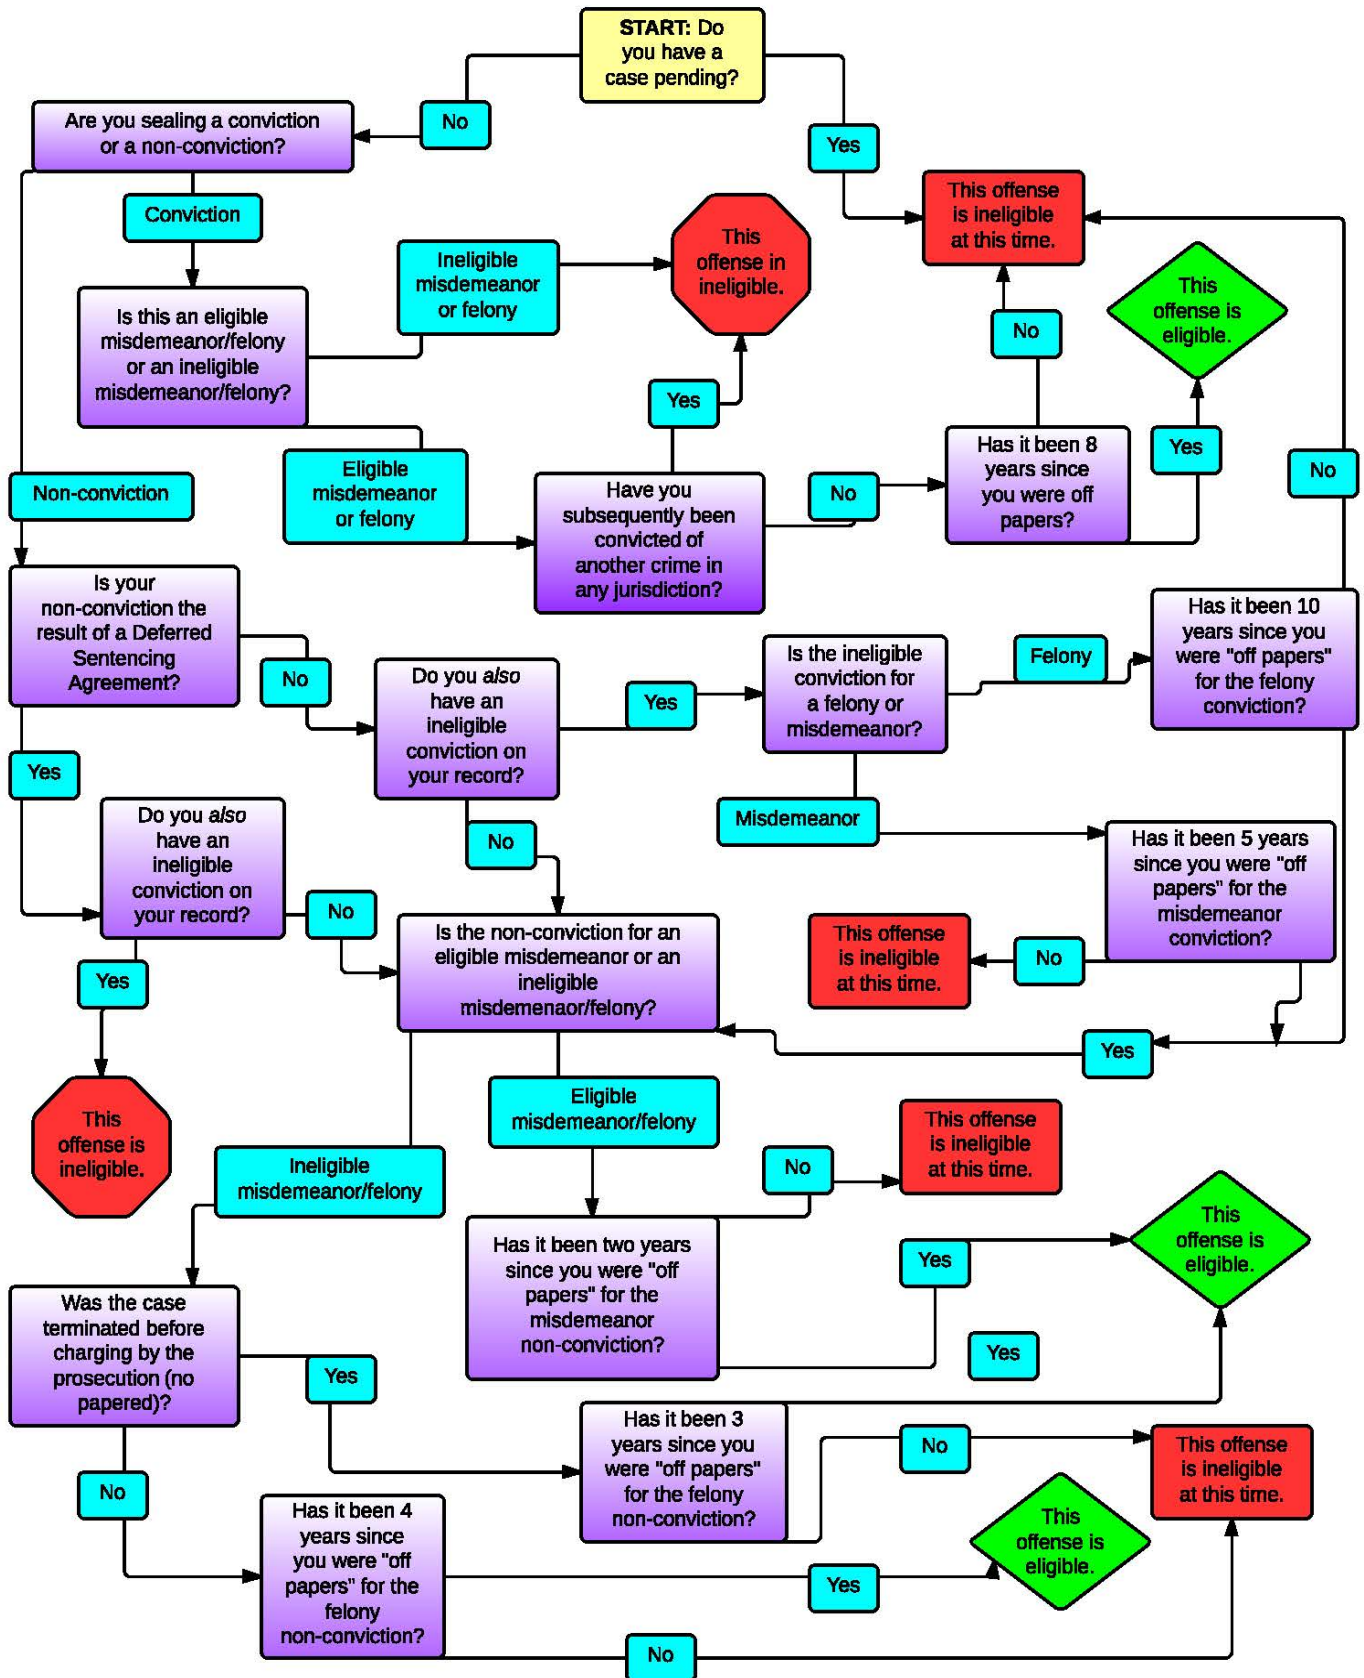 START: Do
you have a
case pending?
No
Yes
Are you sealing a conviction
or a non-conviction?
Conviction
This offense
is ineligible
at this time.
This
offense in
ineligible.
Ineligible
misdemeanor
or felony
This
offense is
eligible.
Is this an eligible
misdemeanor/felony
or an ineligible
misdemeanor/felony?
No
Yes
Yes
Has it been 8
years since
you were off
papers?
No
Eligible
misdemeanor
or felony
Non-conviction
Have you
subsequently been
convicted of
another crime in
any jurisdiction?
No
Is your
non-conviction the
result of a Deferred
Sentencing
Agreement?
No
Do you also
have an
ineligible
conviction on
your record?
Yes
Is the ineligible
conviction for
a felony or
misdemeanor?
Felony
Has it been 10
years since you
were "off papers"
for the felony
conviction?
Yes
Do you also
have an
ineligible
conviction on
your record?
No
Misdemeanor
Has it been 5 years
since you were "off
papers" for the
misdemeanor
conviction?
No
Is the non-conviction for an
eligible misdemeanor or an
ineligible
misdemenaor/felony?
This offense
is ineligible
at this time.
No
Yes
Yes
This
offense is
ineligible.
Eligible
misdemeanor/felony
This offense
is ineligible
at this time.
Ineligible
misdemeanor/felony
No
Has it been two years
since you were "off
papers" for the
misdemeanor
non-conviction?
Yes
This
offense is
eligible.
Was the case
terminated before
charging by the
prosecution (no
papered)?
Yes
Yes
Has it been 3
years since you
were "off papers"
for the felony
non-conviction?
No
This offense
is ineligible
at this time.
No
Has it been 4
years since
you were "off
papers" for the
felony
non-conviction?
Yes
This
offense is
eligible.
No